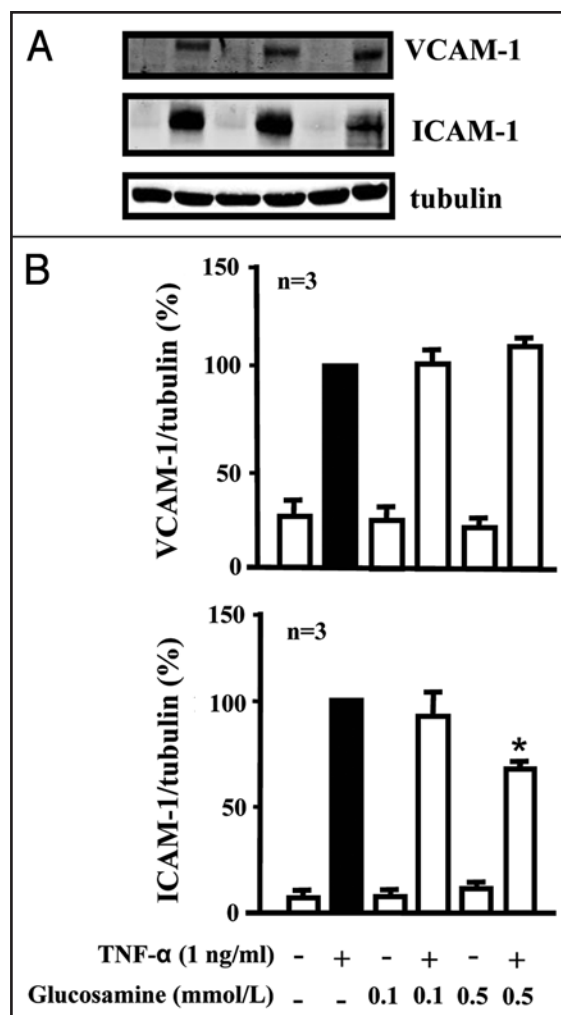 A
VCAM-1
ICAM-1
tubulin
B
150
n=3
100
50
0
VCAM-1/tubulin (%)
150
n=3
100
50
0
ICAM-1/tubulin (%)
*
TNF-α (1 ng/ml) - + - + - +
Glucosamine (mmol/L) - - 0.1 0.1 0.5 0.5